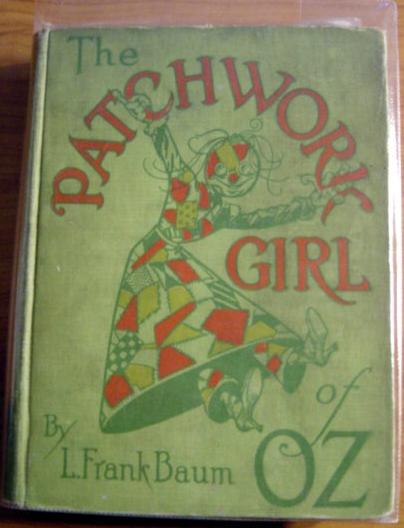 The
PATCHWORK
GIRL
of
OZ
By
L. Frank Baum